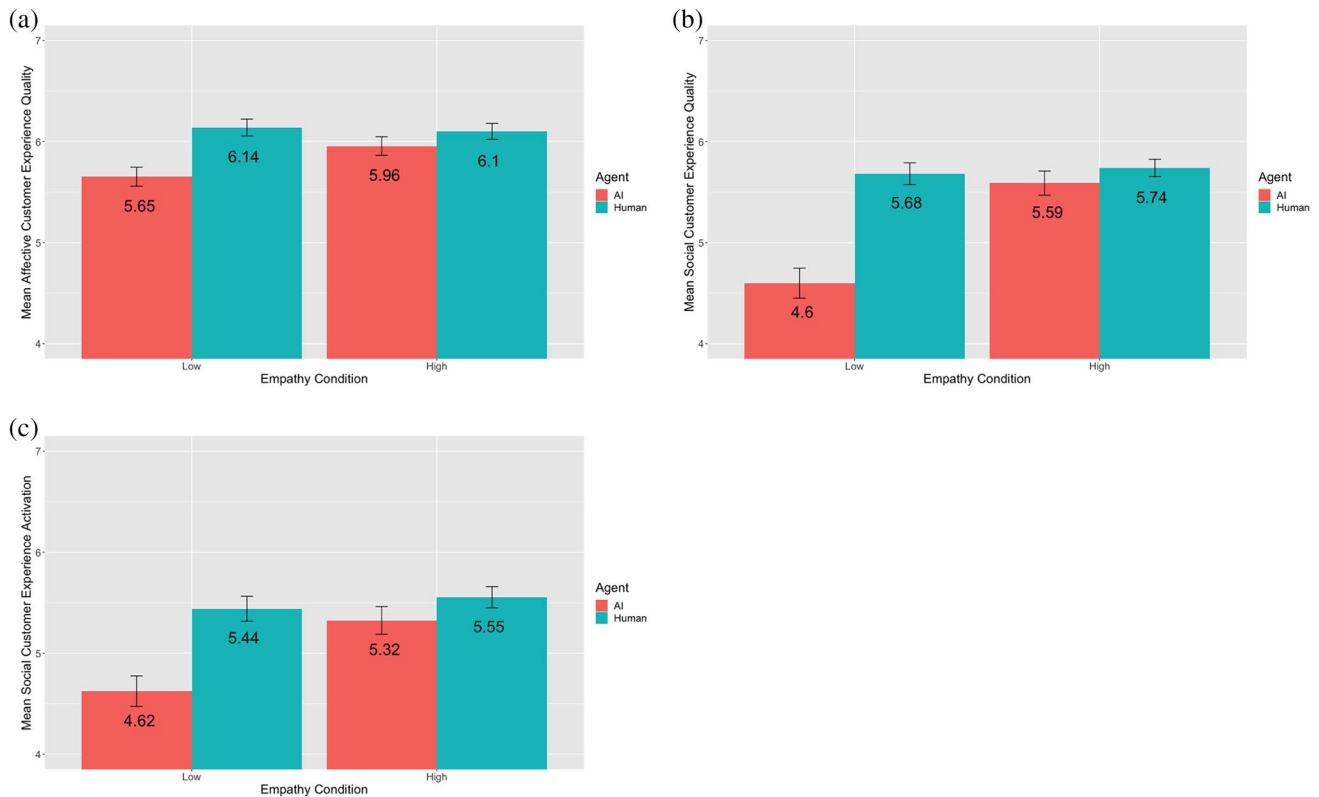 (a)
Mean Affective Customer Experience Quality
7
6
5
4
5.65
6.14
5.96
6.1
Low
High
Empathy Condition
Agent
AI
Human
(b)
Mean Social Customer Experience Quality
7
6
5
4
4.6
5.68
5.59
5.74
Low
High
Empathy Condition
Agent
AI
Human
(c)
Mean Social Customer Experience Activation
7
6
5
4
4.62
5.44
5.32
5.55
Low
High
Empathy Condition
Agent
AI
Human